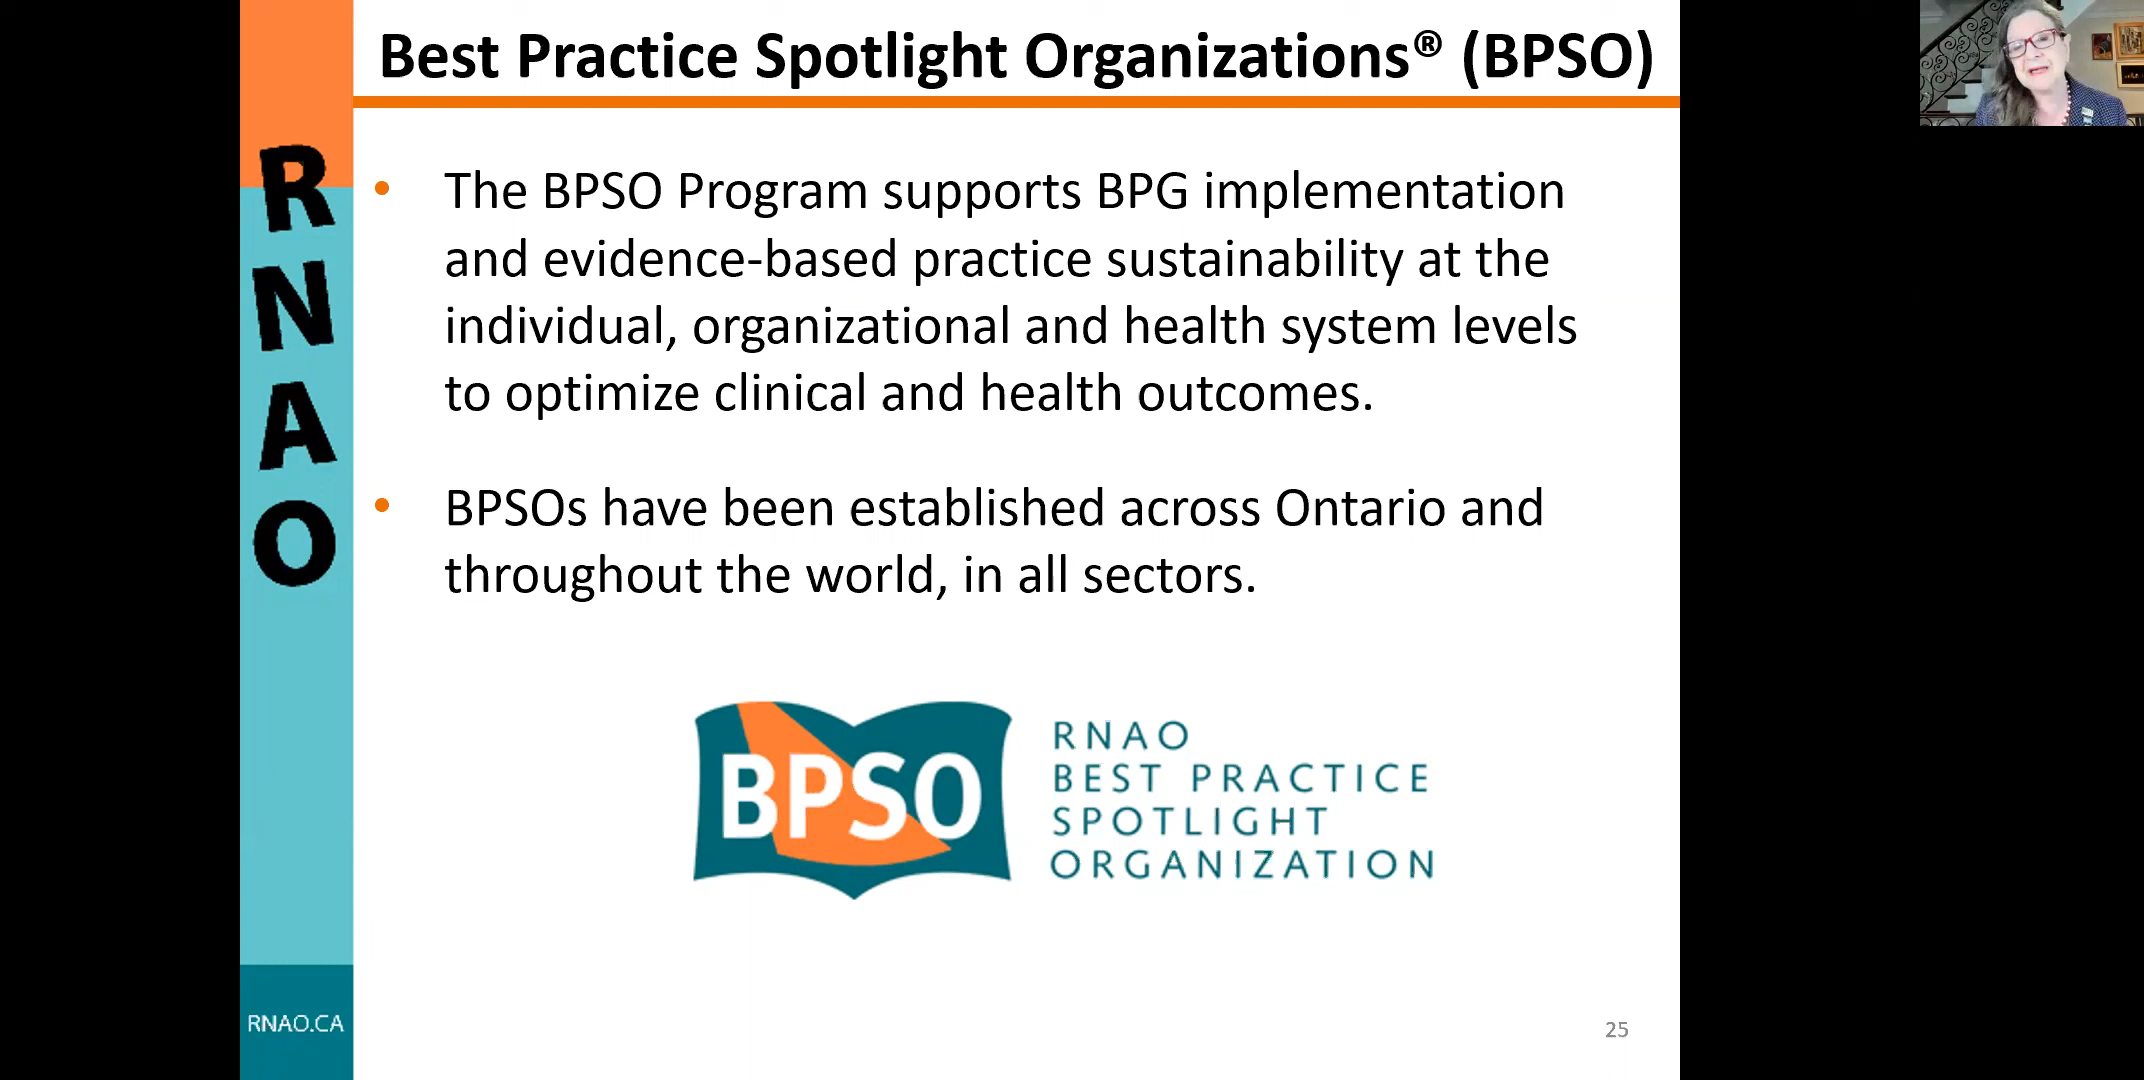 Best Practice Spotlight Organizations® (BPSO)
R
N
A
O
• The BPSO Program supports BPG implementation
and evidence-based practice sustainability at the
individual, organizational and health system levels
to optimize clinical and health outcomes.
• BPSOs have been established across Ontario and
throughout the world, in all sectors.
BPSO
RNAO
BEST PRACTICE
SPOTLIGHT
ORGANIZATION
RNAO.CA
25